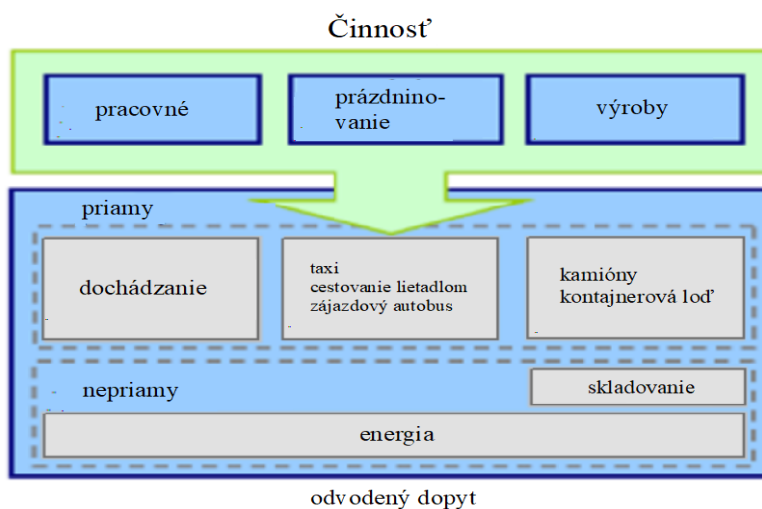 Činnosť
pracovné
prázdnino-
vanie
výroby
priamy
dochádzanie
taxi
cestovanie lietadlom
zájazdový autobus
kamióny
kontajnerová loď
nepriamy
skladovanie
energia
odvodený dopyt